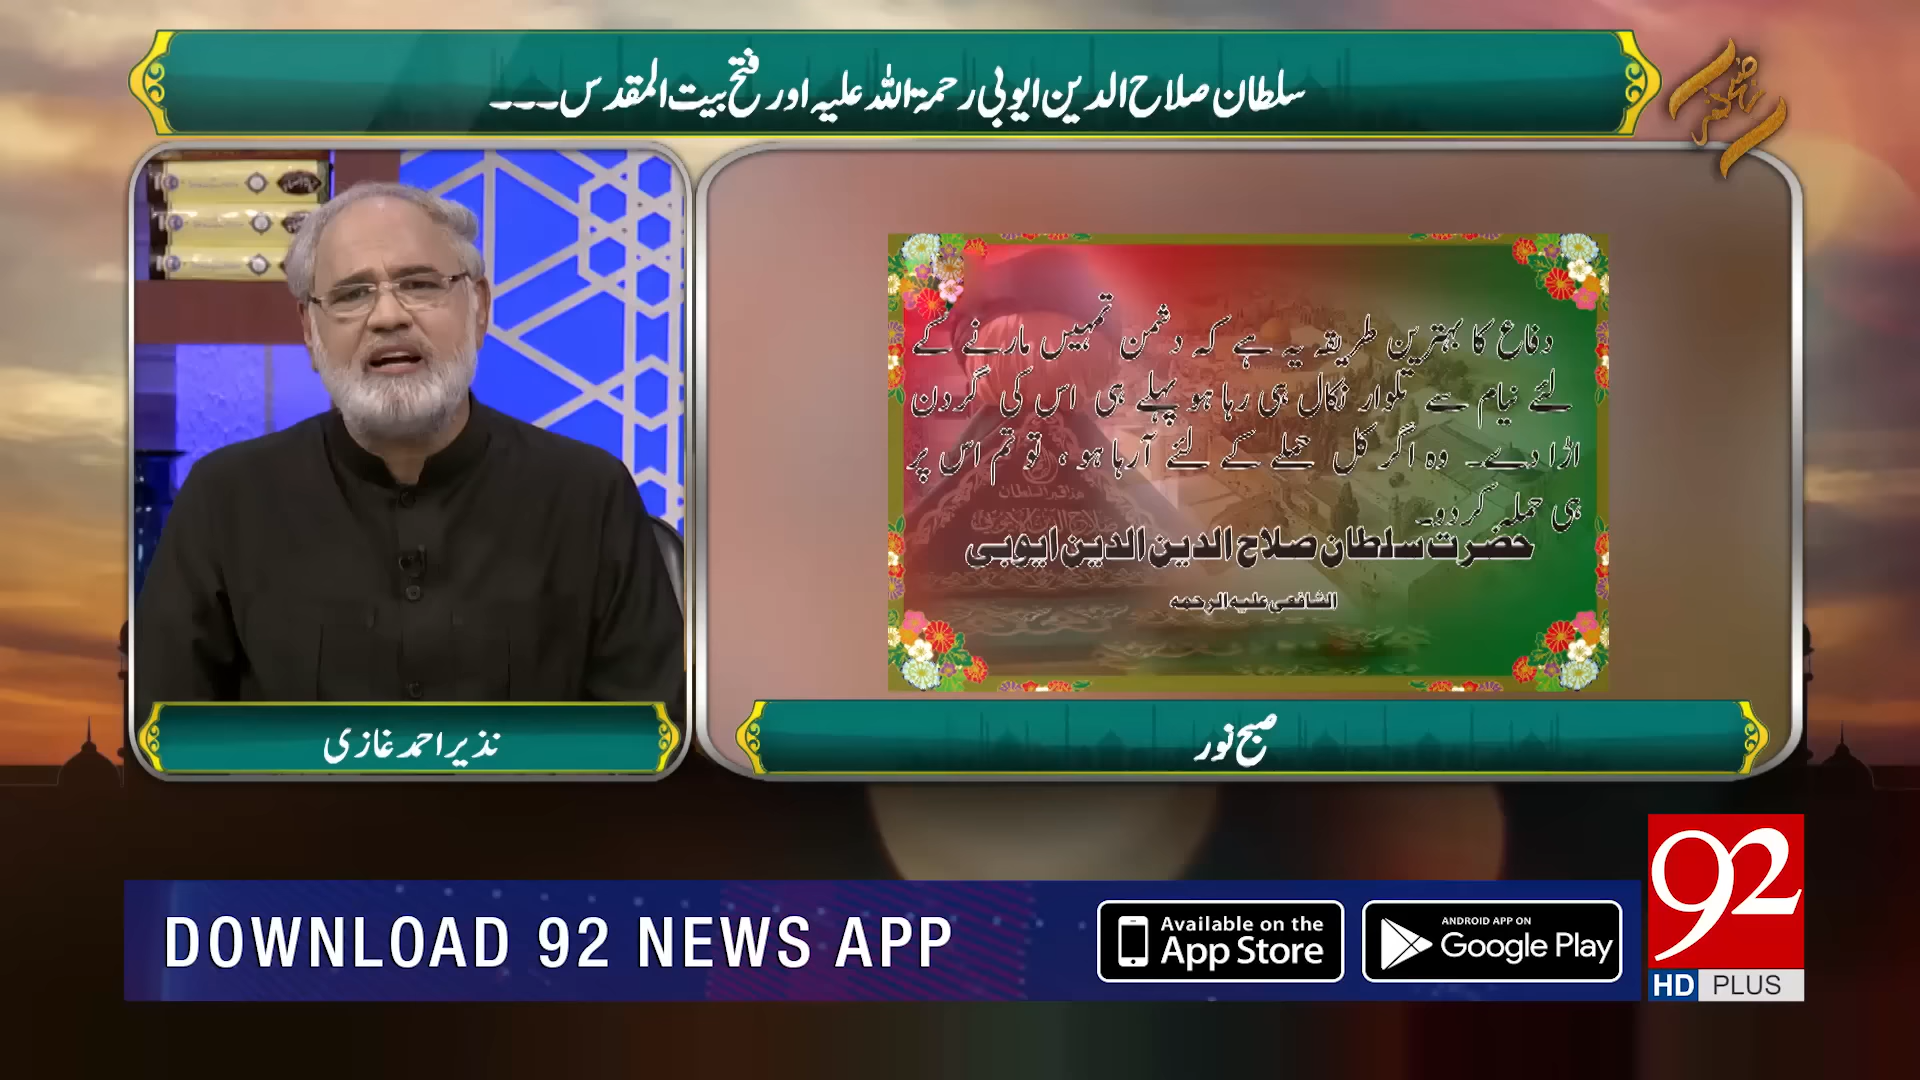 سلطان صلاح الدین ایوبی رحمۃ اللہ علیہ اور فتح بیت المقدس۔۔۔
دفاع کا بہترین طریقہ یہ ہے کہ دشمن تمہیں مارنے کے
لئے نیام سے تلوار نکال ہی رہا ہو پہلے ہی اس کی گردن
اڑا دے۔ وہ اگر کل حملے کے لئے آرہا ہو، تو تم اس پر
ہی حملہ کردو۔
حضرت سلطان صلاح الدین الدین ایوبی
الشافعی علیہ الرحمہ
نذیر احمد غازی
صبح نور
DOWNLOAD 92 NEWS APP
Available on the
App Store
ANDROID APP ON
Google Play
92
HD PLUS